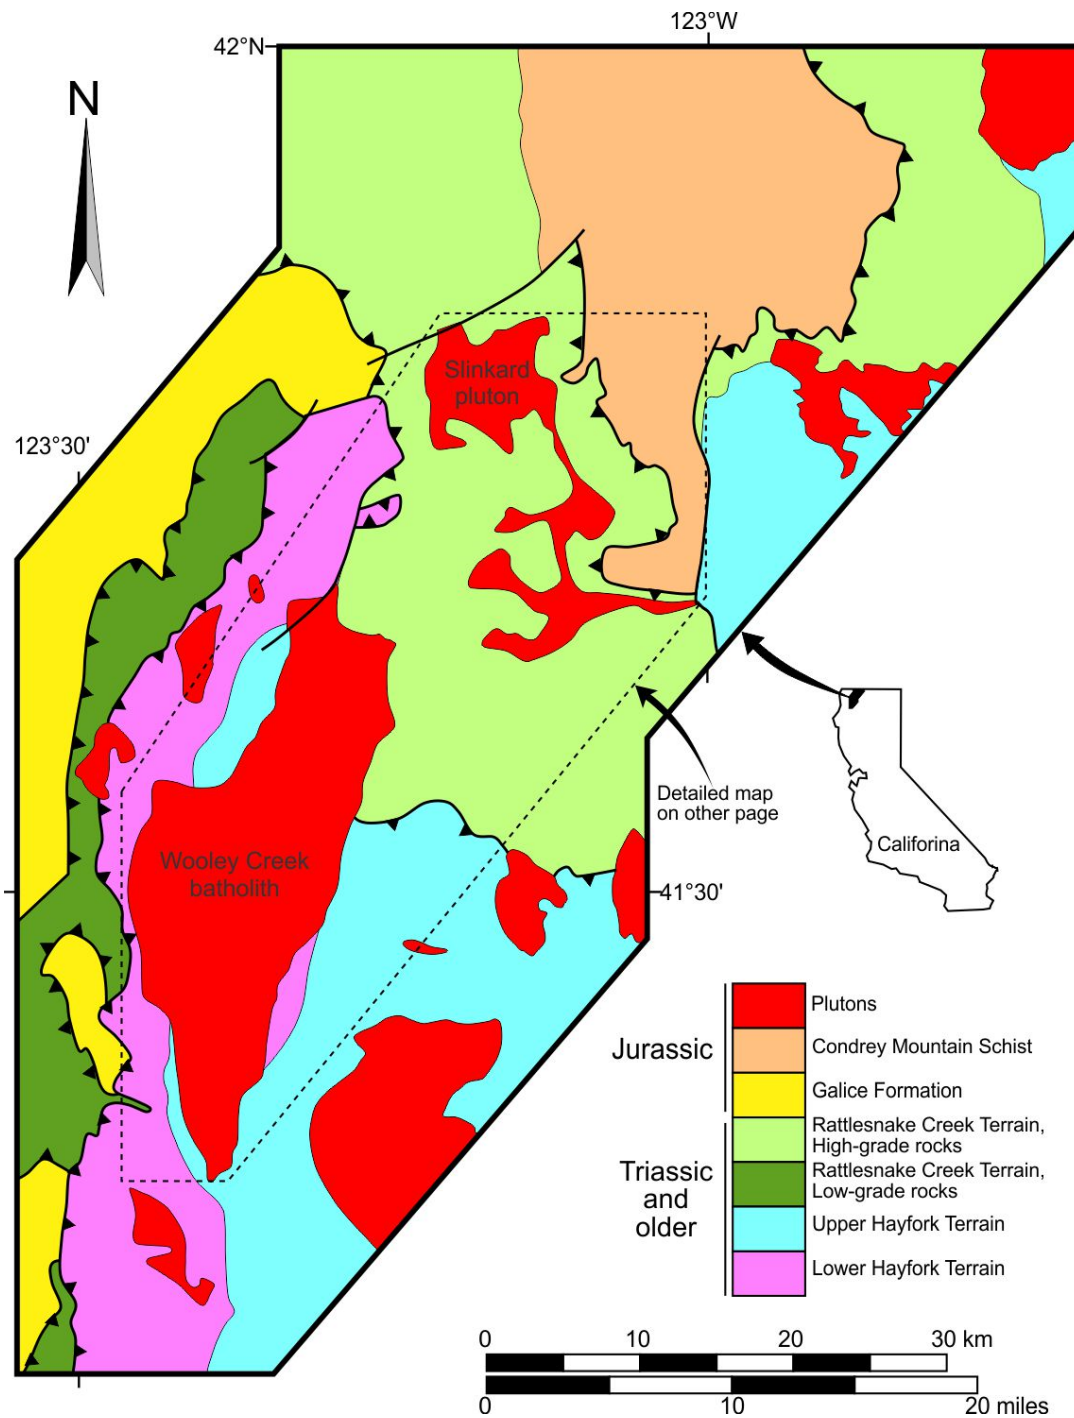 123°W
42°N
N
Slinkard
pluton
123°30'
Detailed map
on other page
Califorina
Wooley Creek
batholith
41°30'
Jurassic
Plutons
Condrey Mountain Schist
Galice Formation
Triassic
and
older
Rattlesnake Creek Terrain,
High-grade rocks
Rattlesnake Creek Terrain,
Low-grade rocks
Upper Hayfork Terrain
Lower Hayfork Terrain
0 10 20 30 km
0 10 20 miles